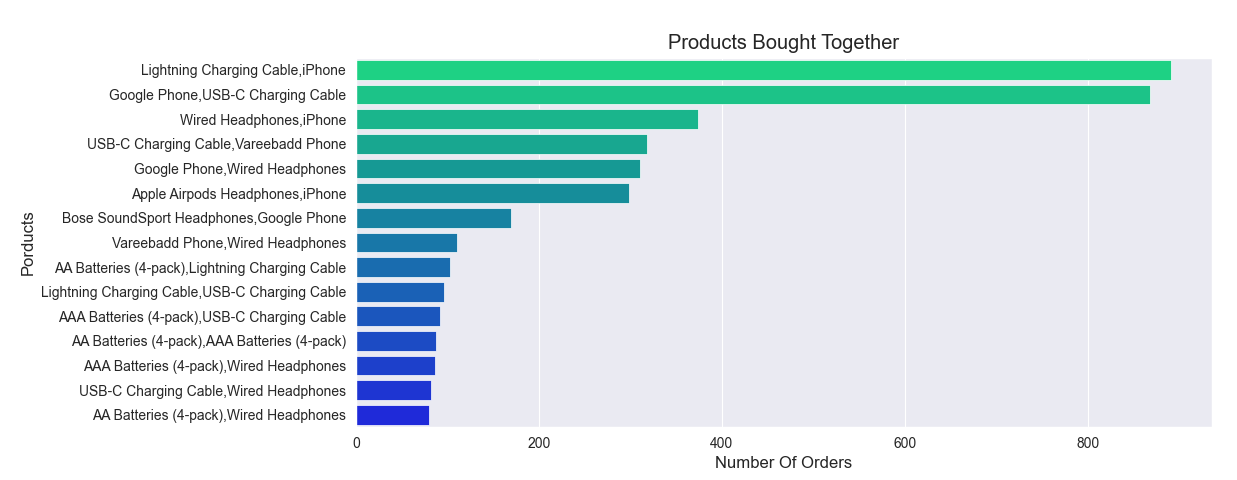 Products Bought Together
Lightning Charging Cable,iPhone
Google Phone,USB-C Charging Cable
Wired Headphones,iPhone
USB-C Charging Cable,Vareebadd Phone
Google Phone,Wired Headphones
Apple Airpods Headphones,iPhone
Bose SoundSport Headphones,Google Phone
Vareebadd Phone,Wired Headphones
AA Batteries (4-pack),Lightning Charging Cable
Lightning Charging Cable,USB-C Charging Cable
AAA Batteries (4-pack),USB-C Charging Cable
AA Batteries (4-pack),AAA Batteries (4-pack)
AAA Batteries (4-pack),Wired Headphones
USB-C Charging Cable,Wired Headphones
AA Batteries (4-pack),Wired Headphones
Porducts
0 200 400 600 800
Number Of Orders